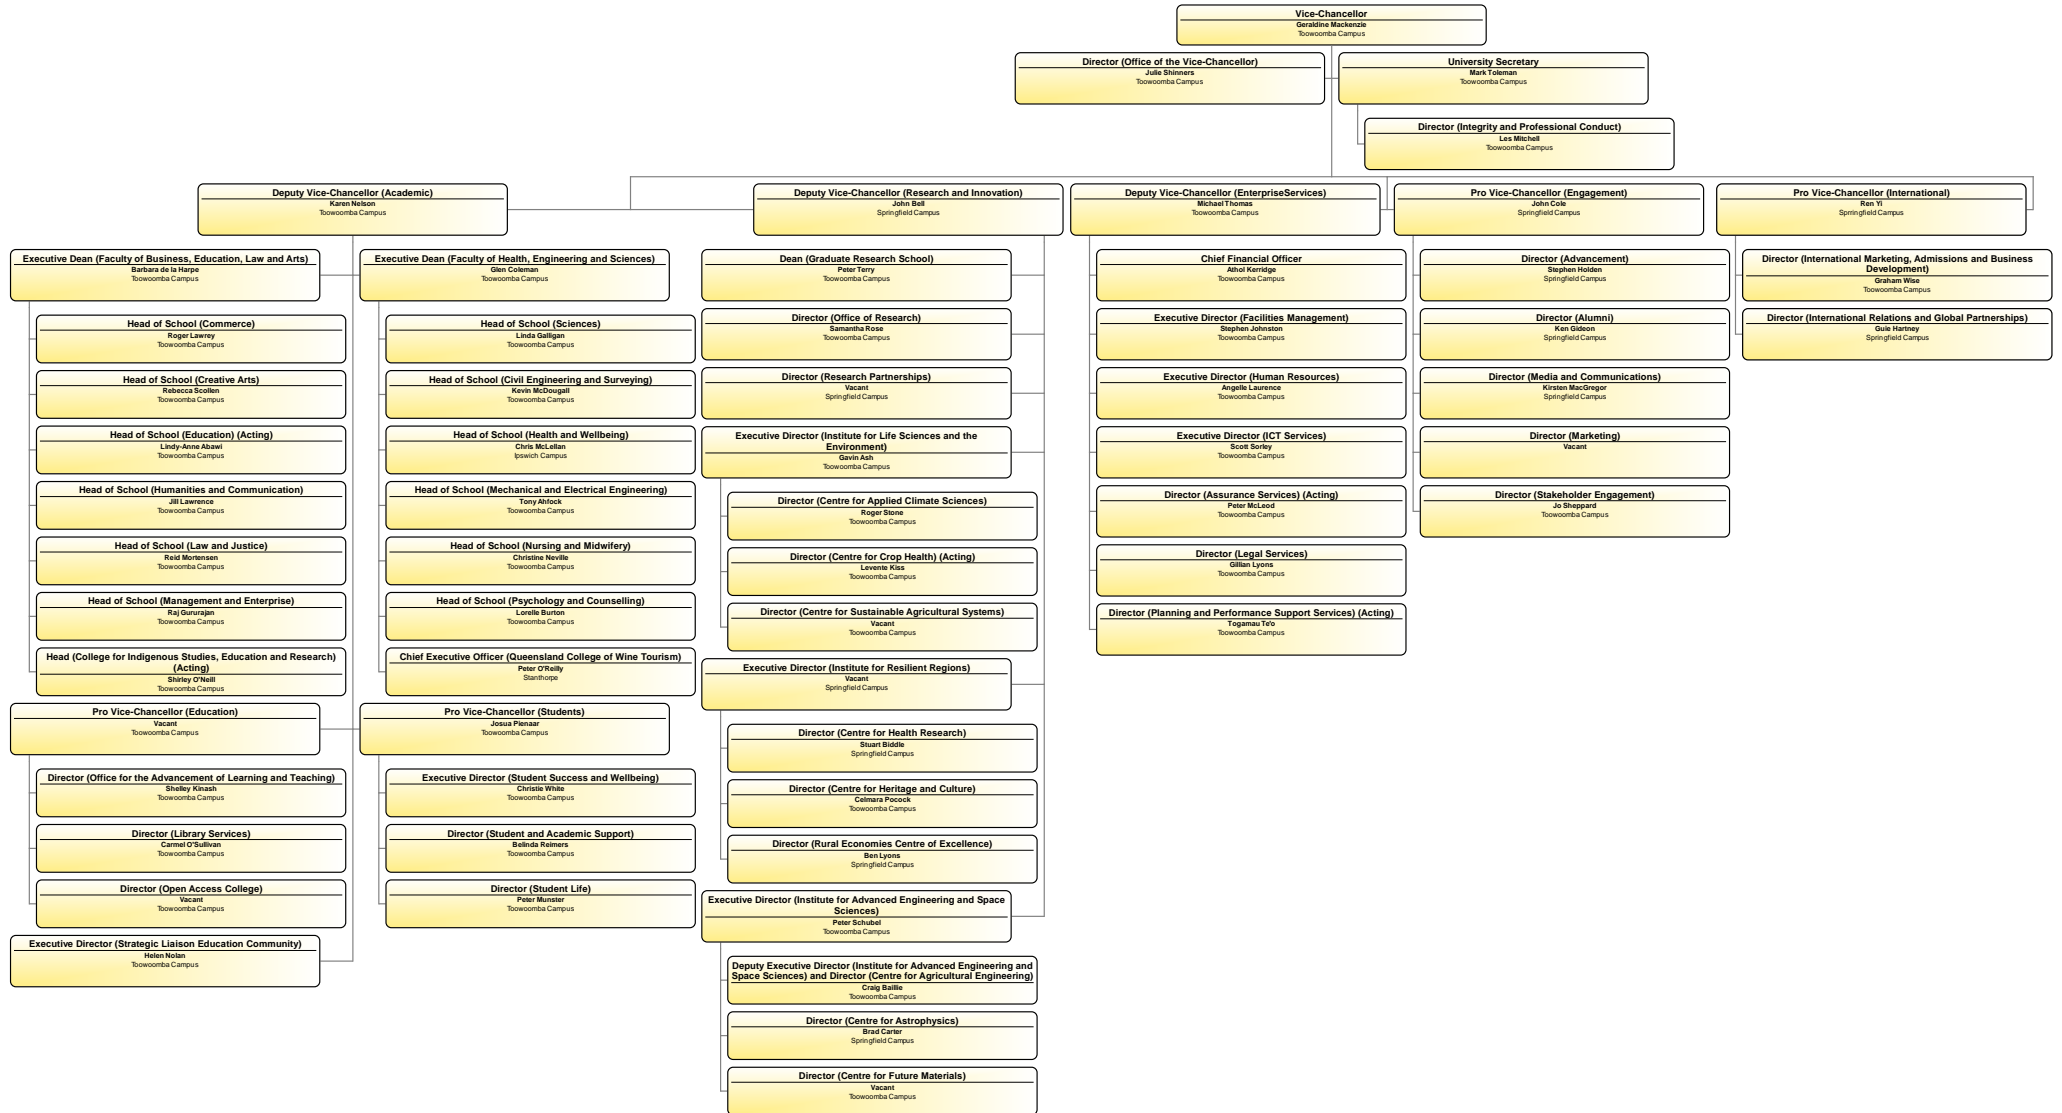 Vice-Chancellor
Geraldine Mackenzie
Toowoomba Campus
Director (Office of the Vice-Chancellor)
Julie Shinners
Toowoomba Campus
University Secretary
Mark Toleman
Toowoomba Campus
Director (Integrity and Professional Conduct)
Les Mitchell
Toowoomba Campus
Deputy Vice-Chancellor (Academic)
Karen Nelson
Toowoomba Campus
Executive Dean (Faculty of Business, Education, Law and Arts)
Barbara de la Harpe
Toowoomba Campus
Head of School (Commerce)
Roger Lawrey
Toowoomba Campus
Head of School (Creative Arts)
Rebecca Scollen
Toowoomba Campus
Head of School (Education) (Acting)
Lindy-Anne Abawi
Toowoomba Campus
Head of School (Humanities and Communication)
Jill Lawrence
Toowoomba Campus
Head of School (Law and Justice)
Reid Mortensen
Toowoomba Campus
Head of School (Management and Enterprise)
Raj Gururajan
Toowoomba Campus
Head (College for Indigenous Studies, Education and Research)
(Acting)
Shirley O'Neill
Toowoomba Campus
Executive Dean (Faculty of Health, Engineering and Sciences)
Glen Coleman
Toowoomba Campus
Head of School (Sciences)
Linda Galligan
Toowoomba Campus
Head of School (Civil Engineering and Surveying)
Kevin McDougall
Toowoomba Campus
Head of School (Health and Wellbeing)
Chris McLellan
Ipswich Campus
Head of School (Mechanical and Electrical Engineering)
Tony Ahfock
Toowoomba Campus
Head of School (Nursing and Midwifery)
Christine Neville
Toowoomba Campus
Head of School (Psychology and Counselling)
Lorelle Burton
Toowoomba Campus
Chief Executive Officer (Queensland College of Wine Tourism)
Peter O'Reilly
Stanthorpe
Pro Vice-Chancellor (Education)
Vacant
Toowoomba Campus
Director (Office for the Advancement of Learning and Teaching)
Shelley Kinash
Toowoomba Campus
Director (Library Services)
Carmel O'Sullivan
Toowoomba Campus
Director (Open Access College)
Vacant
Toowoomba Campus
Pro Vice-Chancellor (Students)
Josua Pienaar
Toowoomba Campus
Executive Director (Student Success and Wellbeing)
Christie White
Toowoomba Campus
Director (Student and Academic Support)
Belinda Reimers
Toowoomba Campus
Director (Student Life)
Peter Munster
Toowoomba Campus
Executive Director (Strategic Liaison Education Community)
Helen Nolan
Toowoomba Campus
Deputy Vice-Chancellor (Research and Innovation)
John Bell
Springfield Campus
Dean (Graduate Research School)
Peter Terry
Toowoomba Campus
Director (Office of Research)
Samantha Rose
Toowoomba Campus
Director (Research Partnerships)
Vacant
Springfield Campus
Executive Director (Institute for Life Sciences and the
Environment)
Gavin Ash
Toowoomba Campus
Director (Centre for Applied Climate Sciences)
Roger Stone
Toowoomba Campus
Director (Centre for Crop Health) (Acting)
Levente Kiss
Toowoomba Campus
Director (Centre for Sustainable Agricultural Systems)
Vacant
Toowoomba Campus
Executive Director (Institute for Resilient Regions)
Vacant
Springfield Campus
Director (Centre for Health Research)
Stuart Biddle
Springfield Campus
Director (Centre for Heritage and Culture)
Celmara Pocock
Toowoomba Campus
Director (Rural Economies Centre of Excellence)
Ben Lyons
Springfield Campus
Executive Director (Institute for Advanced Engineering and Space
Sciences)
Peter Schubel
Toowoomba Campus
Deputy Executive Director (Institute for Advanced Engineering and
Space Sciences) and Director (Centre for Agricultural Engineering)
Craig Baillie
Toowoomba Campus
Director (Centre for Astrophysics)
Brad Carter
Springfield Campus
Director (Centre for Future Materials)
Vacant
Toowoomba Campus
Deputy Vice-Chancellor (EnterpriseServices)
Michael Thomas
Toowoomba Campus
Chief Financial Officer
Athol Kerridge
Toowoomba Campus
Executive Director (Facilities Management)
Stephen Johnston
Toowoomba Campus
Executive Director (Human Resources)
Angelle Laurence
Toowoomba Campus
Executive Director (ICT Services)
Scott Sorley
Toowoomba Campus
Director (Assurance Services) (Acting)
Peter McLeod
Toowoomba Campus
Director (Legal Services)
Gillian Lyons
Toowoomba Campus
Director (Planning and Performance Support Services) (Acting)
Togamau Te'o
Toowoomba Campus
Pro Vice-Chancellor (Engagement)
John Cole
Springfield Campus
Director (Advancement)
Stephen Holden
Springfield Campus
Director (Alumni)
Ken Gideon
Springfield Campus
Director (Media and Communications)
Kirsten MacGregor
Springfield Campus
Director (Marketing)
Vacant
Director (Stakeholder Engagement)
Jo Sheppard
Toowoomba Campus
Pro Vice-Chancellor (International)
Ren Yi
Sprringfield Campus
Director (International Marketing, Admissions and Business
Development)
Graham Wise
Toowoomba Campus
Director (International Relations and Global Partnerships)
Guie Hartney
Springfield Campus